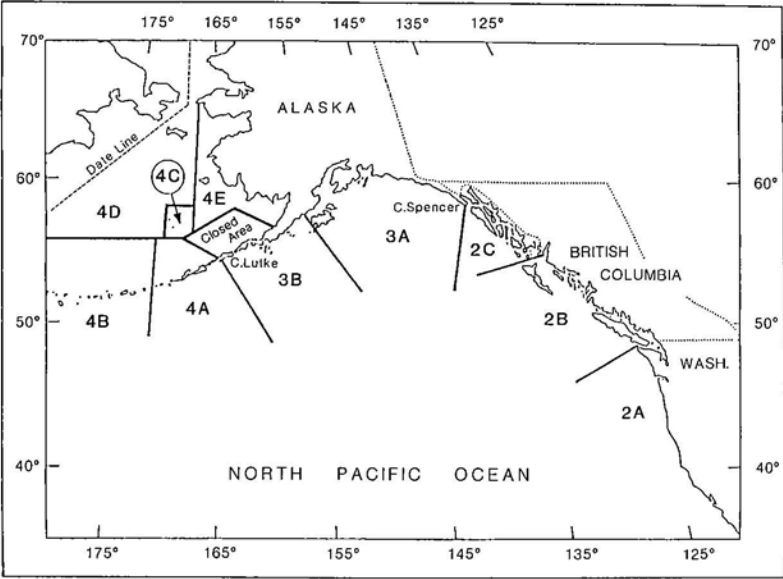 175° 165° 155° 145° 135° 125°
70° 70°
ALASKA
Date Line
4C
60° 60°
4E
4D
C.Spencer
Closed
Area
3A
2C
BRITISH
COLUMBIA
C.Lutke
3B
4B
4A
50° 50°
2B
WASH.
2A
40° 40°
NORTH PACIFIC OCEAN
175° 165° 155° 145° 135° 125°